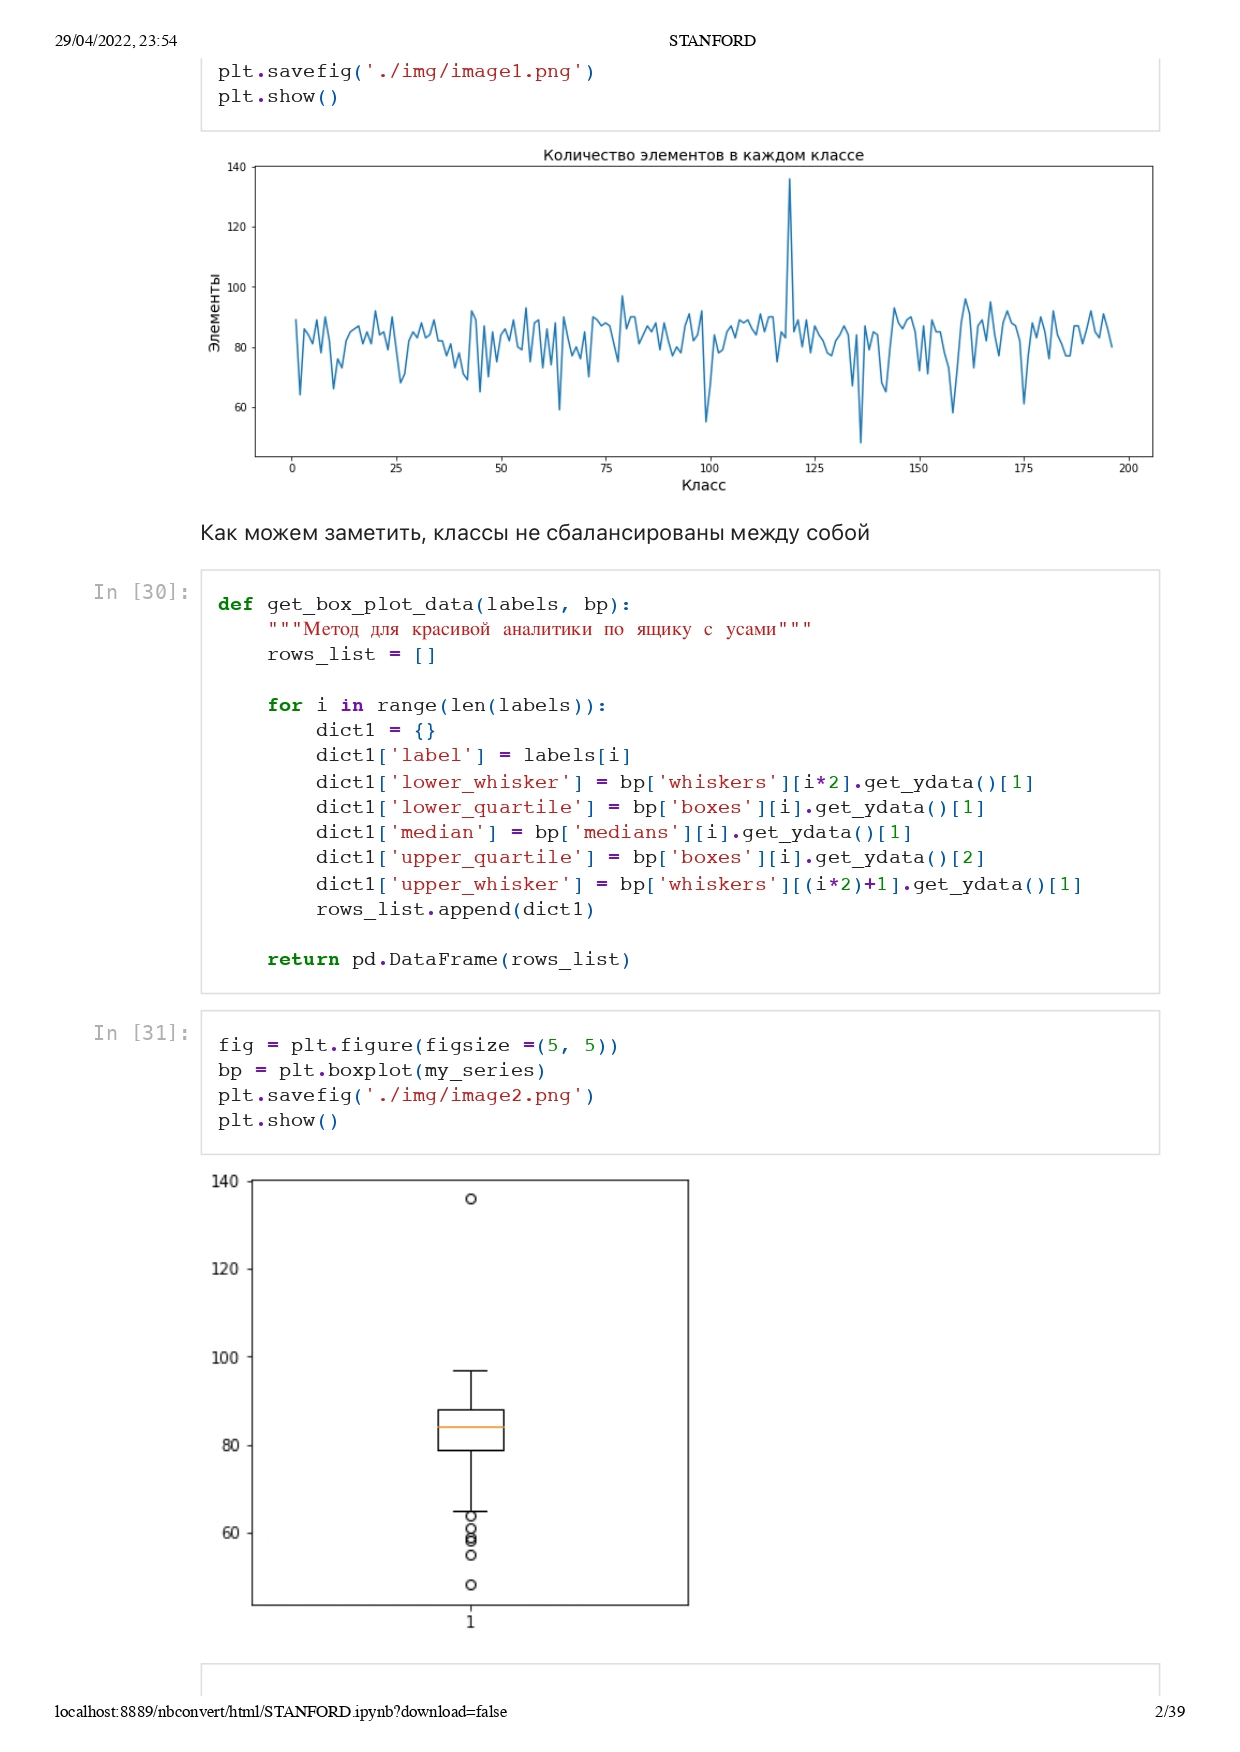 29/04/2022, 23:54 STANFORD
plt.savefig('./img/image1.png')
plt.show()
Количество элементов в каждом классе
140
120
100
80
60
Элементы
0 25 50 75 100 125 150 175 200
Класс
Как можем заметить, классы не сбалансированы между собой
In [30]:
def get_box_plot_data(labels, bp):
    """Метод для красивой аналитики по ящику с усами"""
    rows_list = []

    for i in range(len(labels)):
        dict1 = {}
        dict1['label'] = labels[i]
        dict1['lower_whisker'] = bp['whiskers'][i*2].get_ydata()[1]
        dict1['lower_quartile'] = bp['boxes'][i].get_ydata()[1]
        dict1['median'] = bp['medians'][i].get_ydata()[1]
        dict1['upper_quartile'] = bp['boxes'][i].get_ydata()[2]
        dict1['upper_whisker'] = bp['whiskers'][(i*2)+1].get_ydata()[1]
        rows_list.append(dict1)

    return pd.DataFrame(rows_list)
In [31]:
fig = plt.figure(figsize =(5, 5))
bp = plt.boxplot(my_series)
plt.savefig('./img/image2.png')
plt.show()
140
120
100
80
60
1
localhost:8889/nbconvert/html/STANFORD.ipynb?download=false 2/39